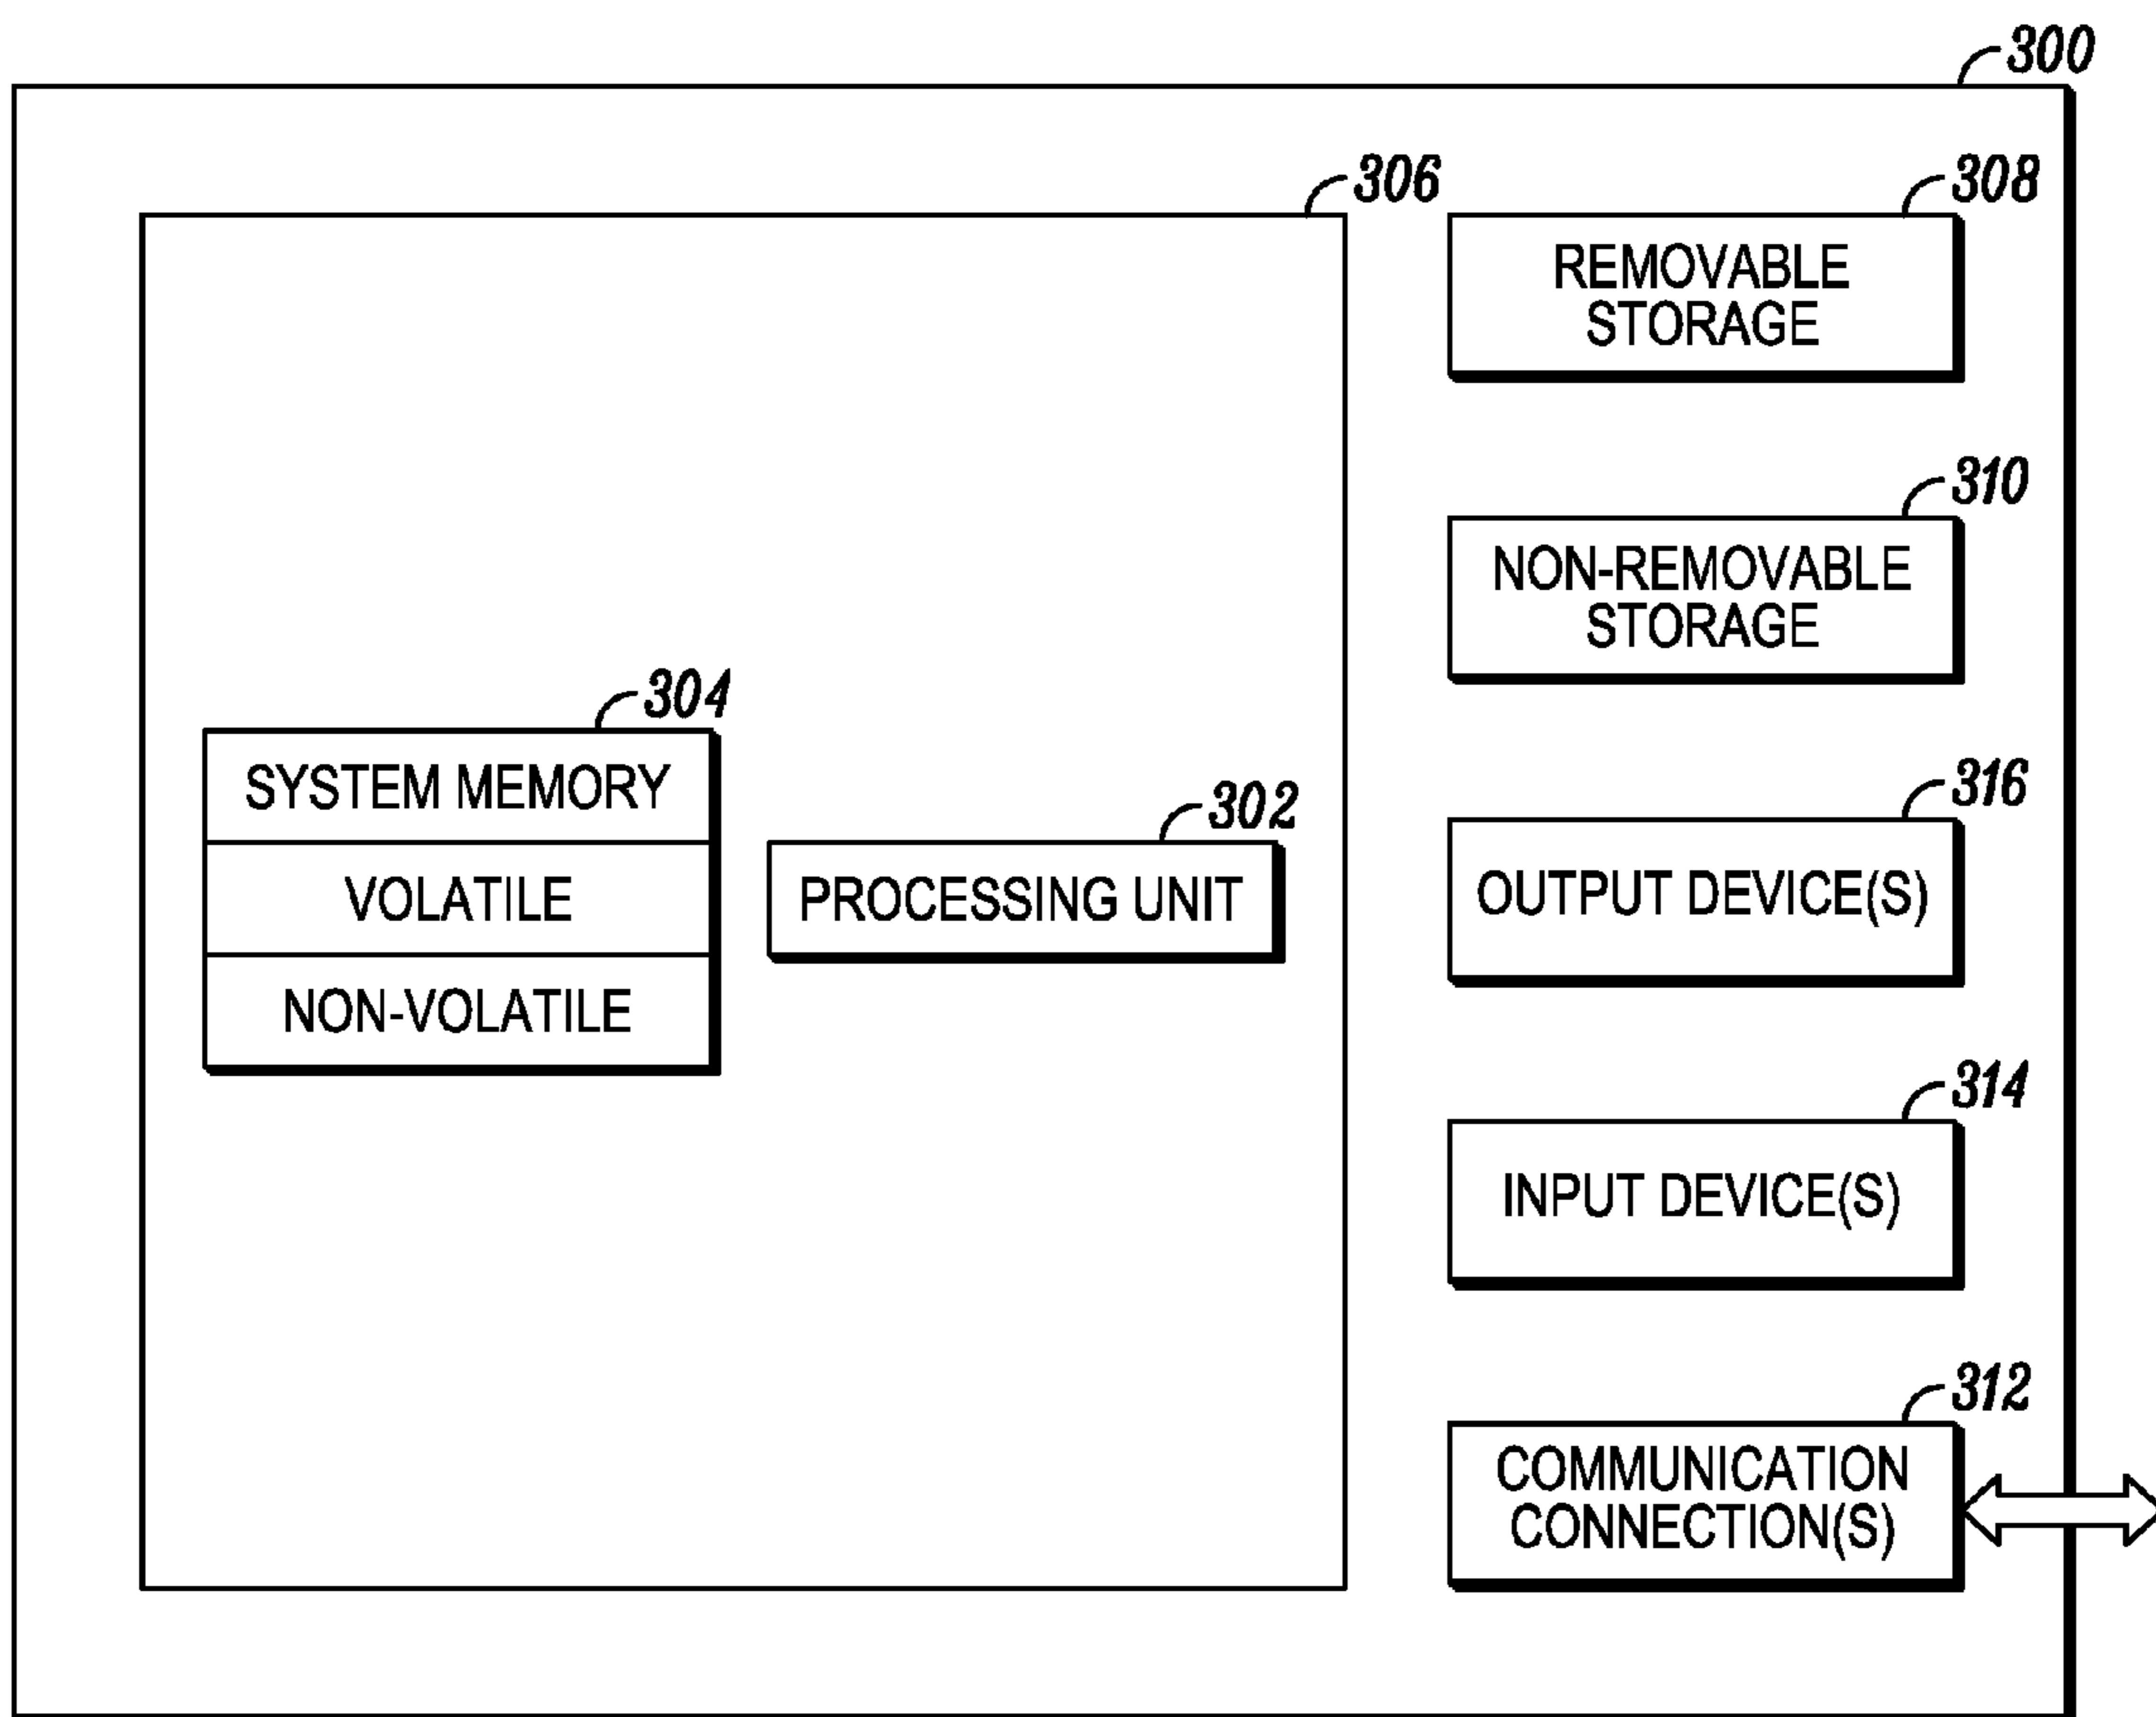 300
306
308
REMOVABLE
STORAGE
310
NON-REMOVABLE
STORAGE
304
SYSTEM MEMORY
VOLATILE
NON-VOLATILE
302
PROCESSING UNIT
316
OUTPUT DEVICE(S)
314
INPUT DEVICE(S)
312
COMMUNICATION
CONNECTION(S)